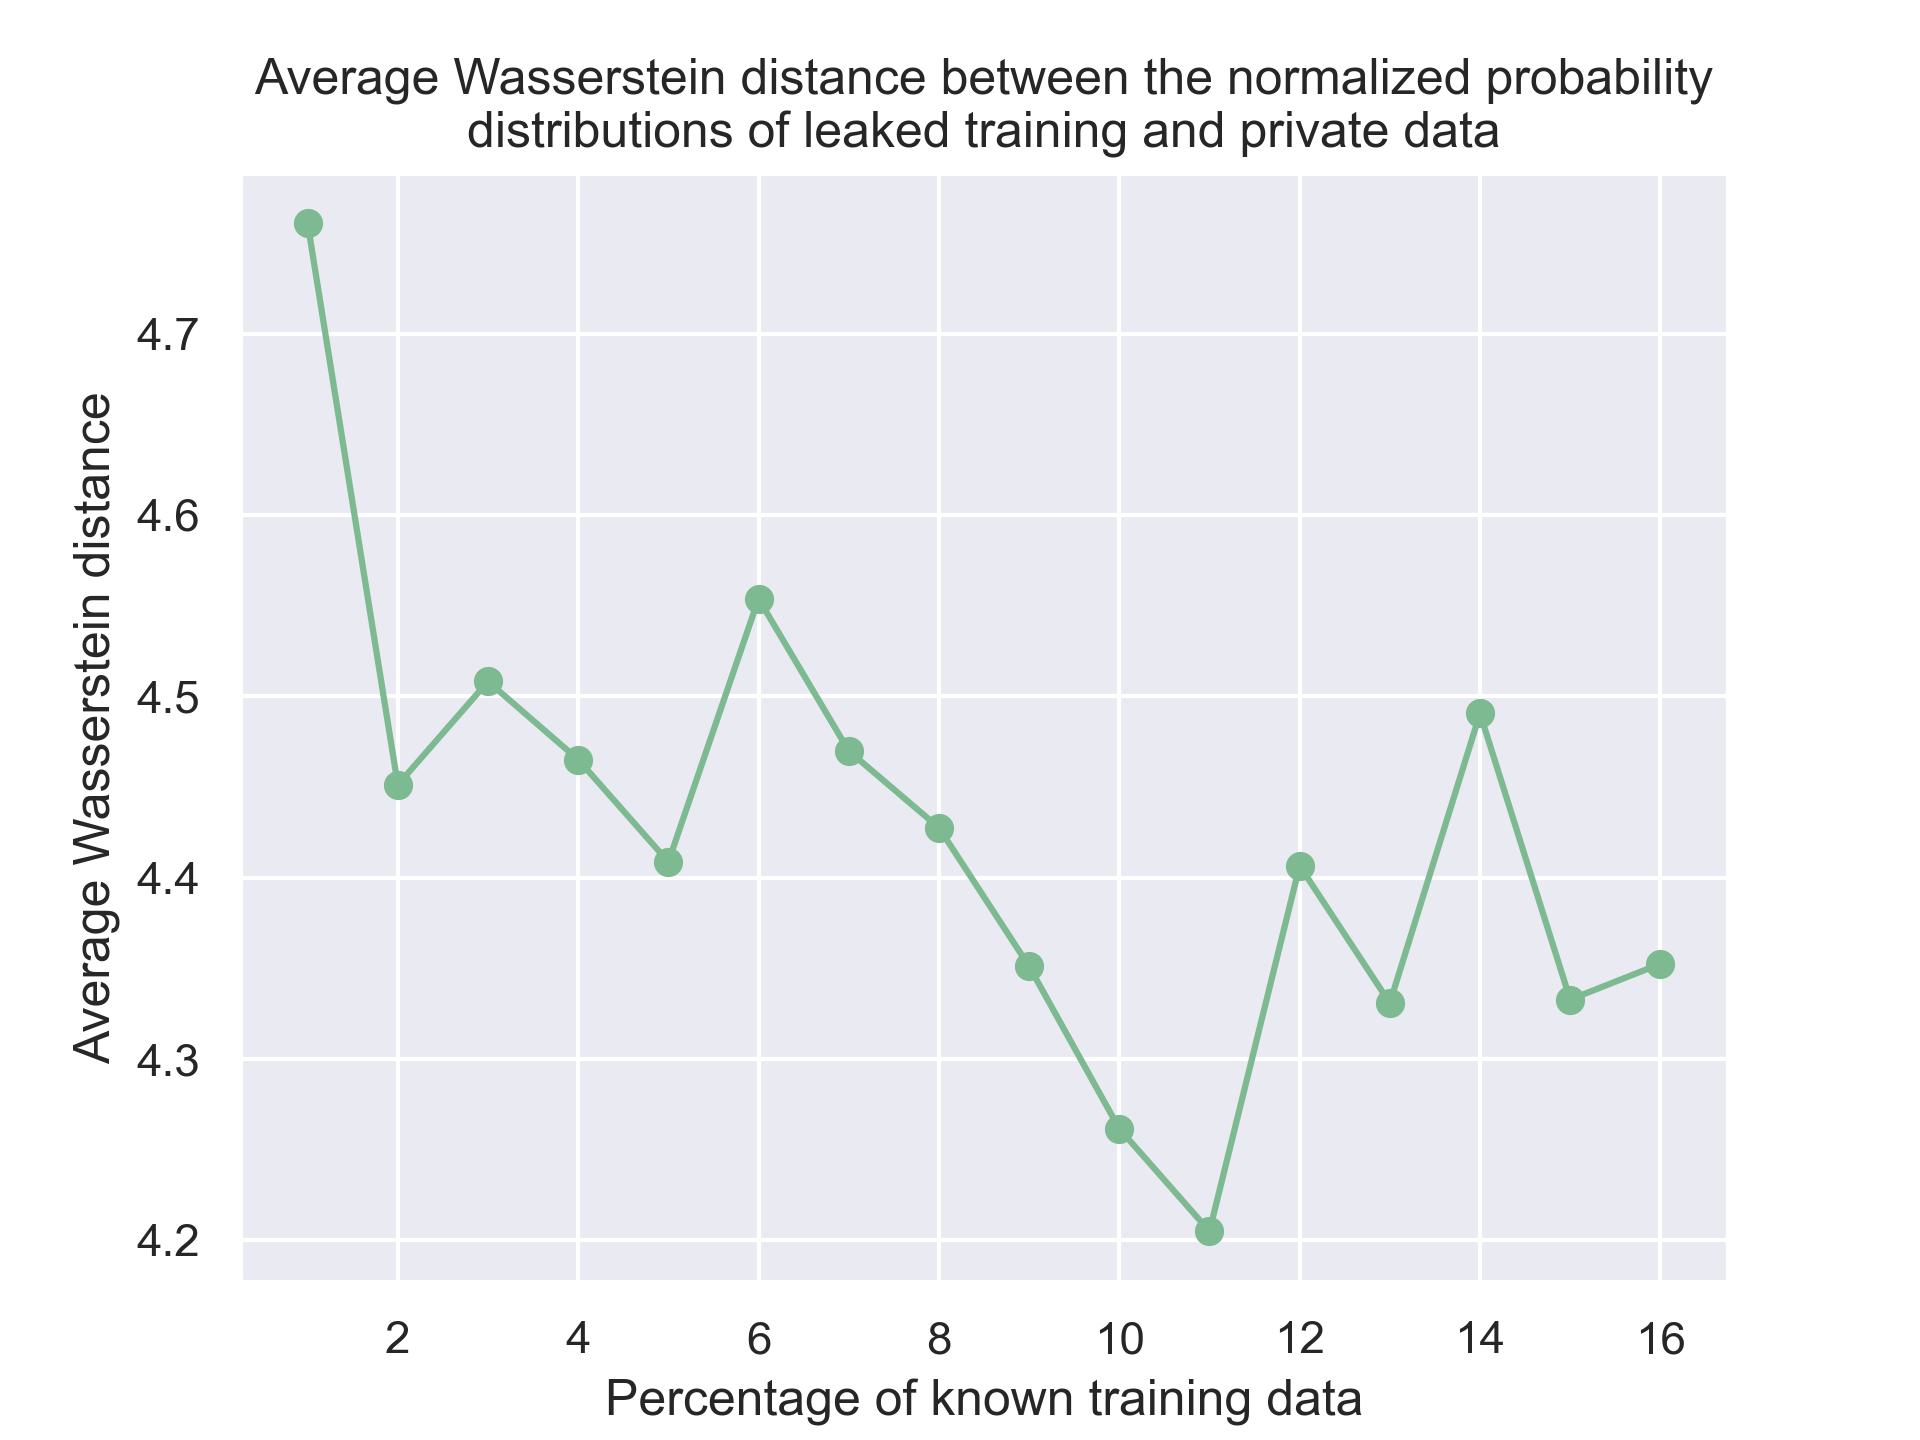 Average Wasserstein distance between the normalized probability
distributions of leaked training and private data
Average Wasserstein distance
4.7
4.6
4.5
4.4
4.3
4.2
2 4 6 8 10 12 14 16
Percentage of known training data